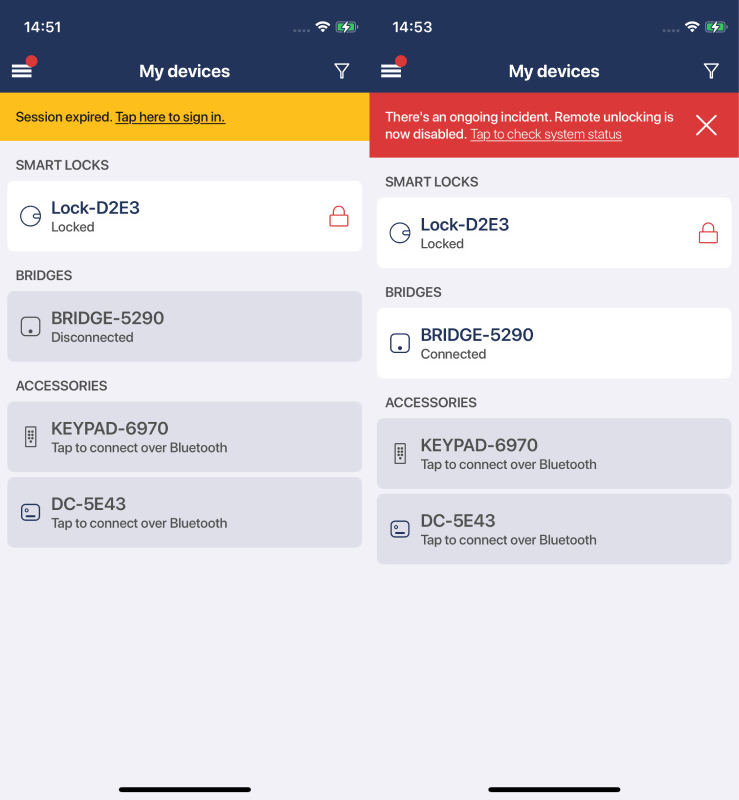 14:51
My devices
Session expired. Tap here to sign in.
SMART LOCKS
Lock-D2E3
Locked
BRIDGES
BRIDGE-5290
Disconnected
ACCESSORIES
KEYPAD-6970
Tap to connect over Bluetooth
DC-5E43
Tap to connect over Bluetooth
14:53
My devices
There's an ongoing incident. Remote unlocking is
now disabled. Tap to check system status
SMART LOCKS
Lock-D2E3
Locked
BRIDGES
BRIDGE-5290
Connected
ACCESSORIES
KEYPAD-6970
Tap to connect over Bluetooth
DC-5E43
Tap to connect over Bluetooth